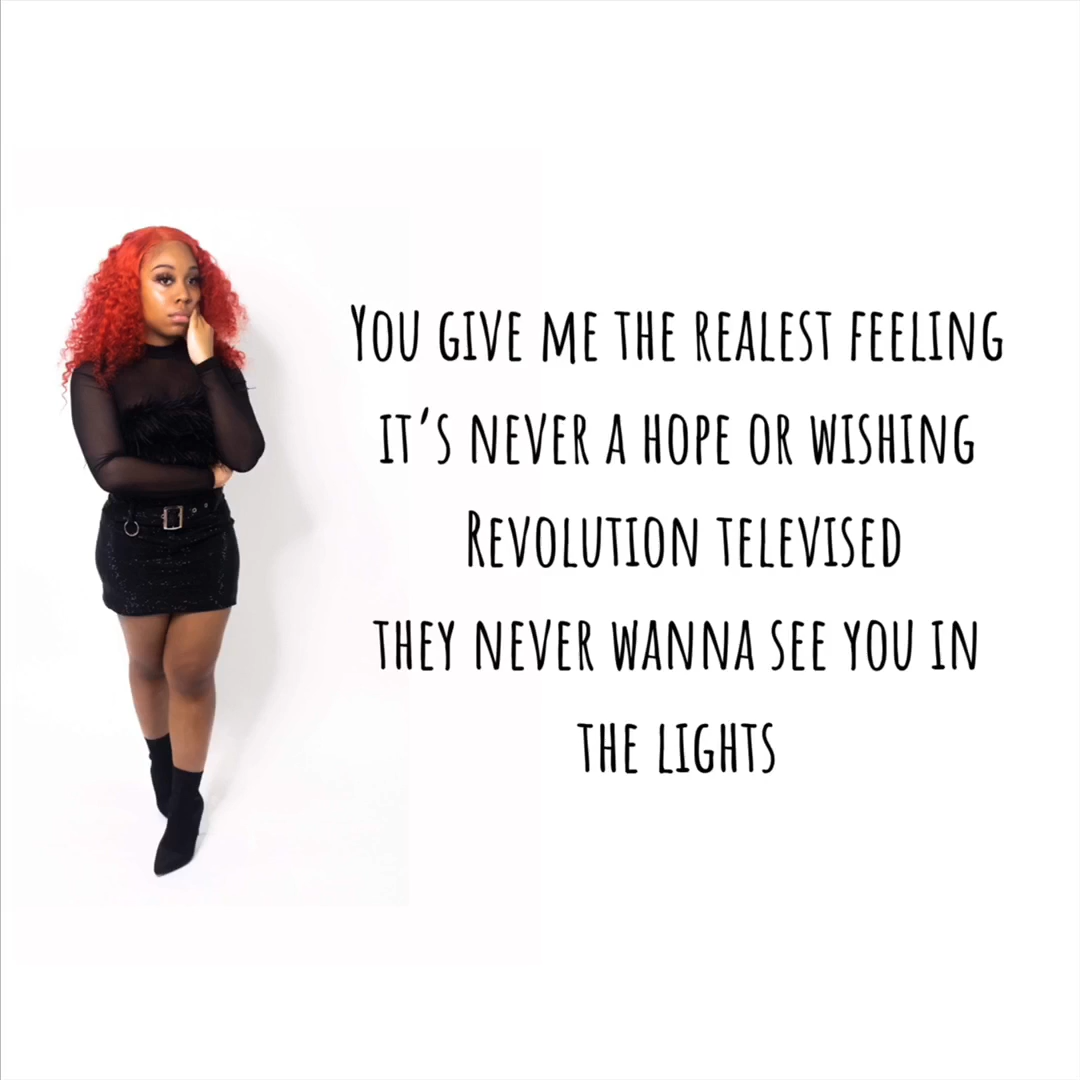 You give me the realest feeling
it's never a hope or wishing
Revolution televised
they never wanna see you in
the lights